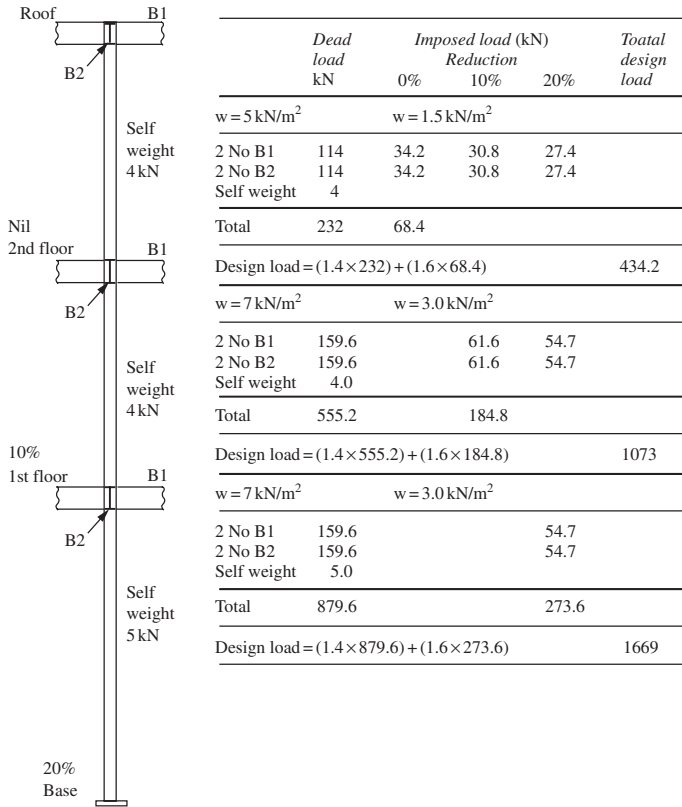 Roof B1
B2
Self
weight
4 kN
Nil
2nd floor B1
B2
Self
weight
4 kN
10%
1st floor B1
B2
Self
weight
5 kN
20%
Base
Dead Imposed load (kN) Toatal
load Reduction design
kN 0% 10% 20% load
w = 5 kN/m² w = 1.5 kN/m²
2 No B1 114 34.2 30.8 27.4
2 No B2 114 34.2 30.8 27.4
Self weight 4
Total 232 68.4
Design load = (1.4 × 232) + (1.6 × 68.4) 434.2
w = 7 kN/m² w = 3.0 kN/m²
2 No B1 159.6 61.6 54.7
2 No B2 159.6 61.6 54.7
Self weight 4.0
Total 555.2 184.8
Design load = (1.4 × 555.2) + (1.6 × 184.8) 1073
w = 7 kN/m² w = 3.0 kN/m²
2 No B1 159.6 54.7
2 No B2 159.6 54.7
Self weight 5.0
Total 879.6 273.6
Design load = (1.4 × 879.6) + (1.6 × 273.6) 1669